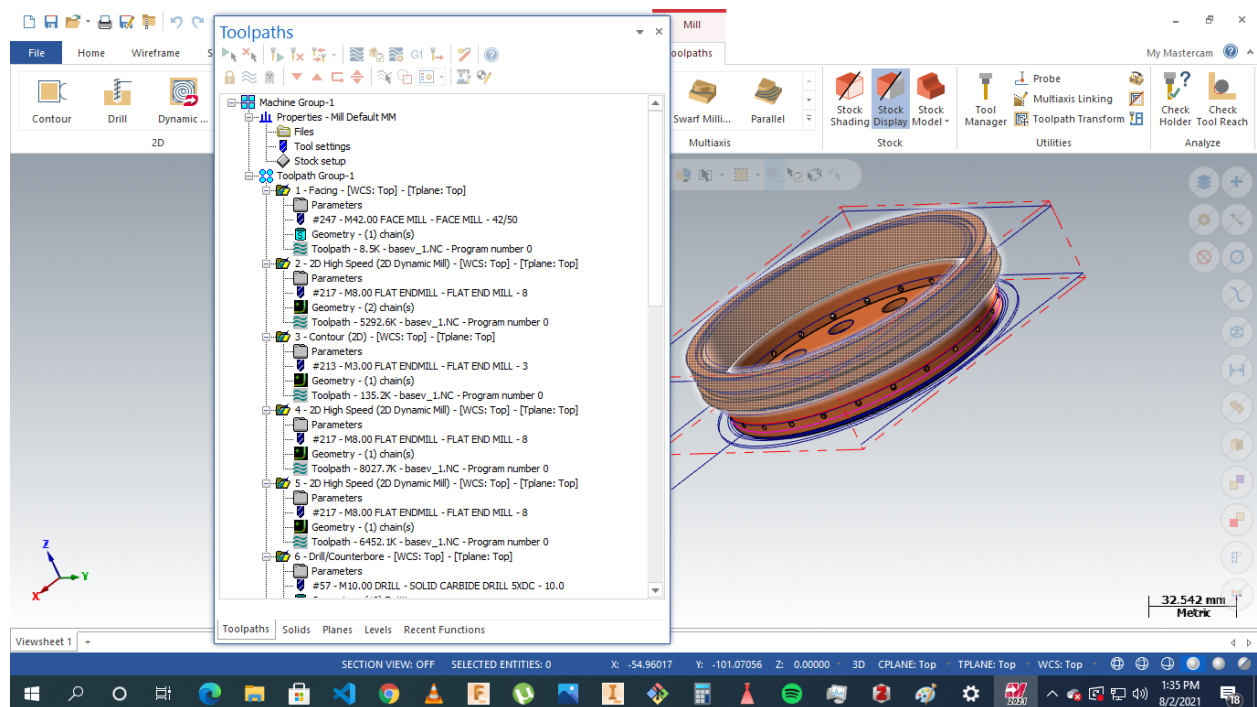 Toolpaths
Mill
File
Home
Wireframe
S
oolpaths
My Mastercam
Contour
Drill
Dynamic ...
2D
G1
Swarf Milli...
Parallel
Multiaxis
Stock Shading
Stock Display
Stock Model
Stock
Tool Manager
Probe
Multiaxis Linking
Toolpath Transform
Utilities
Check Holder
Check Tool Reach
Analyze
Machine Group-1
Properties - Mill Default MM
Files
Tool settings
Stock setup
Toolpath Group-1
1 - Facing - [WCS: Top] - [Tplane: Top]
Parameters
#247 - M42.00 FACE MILL - FACE MILL - 42/50
Geometry - (1) chain(s)
Toolpath - 8.5K - basev_1.NC - Program number 0
2 - 2D High Speed (2D Dynamic Mill) - [WCS: Top] - [Tplane: Top]
Parameters
#217 - M8.00 FLAT ENDMILL - FLAT END MILL - 8
Geometry - (2) chain(s)
Toolpath - 5292.6K - basev_1.NC - Program number 0
3 - Contour (2D) - [WCS: Top] - [Tplane: Top]
Parameters
#213 - M3.00 FLAT ENDMILL - FLAT END MILL - 3
Geometry - (1) chain(s)
Toolpath - 135.2K - basev_1.NC - Program number 0
4 - 2D High Speed (2D Dynamic Mill) - [WCS: Top] - [Tplane: Top]
Parameters
#217 - M8.00 FLAT ENDMILL - FLAT END MILL - 8
Geometry - (1) chain(s)
Toolpath - 8027.7K - basev_1.NC - Program number 0
5 - 2D High Speed (2D Dynamic Mill) - [WCS: Top] - [Tplane: Top]
Parameters
#217 - M8.00 FLAT ENDMILL - FLAT END MILL - 8
Geometry - (1) chain(s)
Toolpath - 6452.1K - basev_1.NC - Program number 0
6 - Drill/Counterbore - [WCS: Top] - [Tplane: Top]
Parameters
#57 - M10.00 DRILL - SOLID CARBIDE DRILL 5XDC - 10.0
Z
Y
X
32.542 mm
Metric
Toolpaths
Solids
Planes
Levels
Recent Functions
Viewsheet 1
+
SECTION VIEW: OFF
SELECTED ENTITIES: 0
X: -54.96017
Y: -101.07056
Z: 0.00000
3D
CPLANE: Top
TPLANE: Top
WCS: Top
2020
1:35 PM
8/2/2021
18